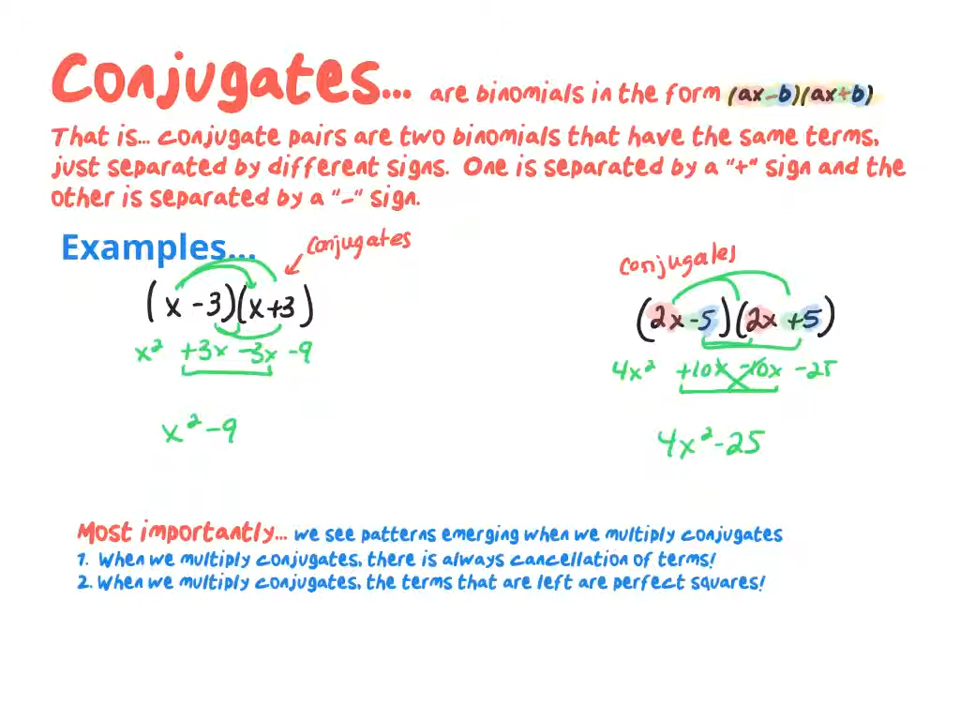 Conjugates... are binomials in the form (ax-b)(ax+b)
That is... conjugate pairs are two binomials that have the same terms,
just separated by different signs. One is separated by a "+" sign and the
other is separated by a "-" sign.
Examples...
conjugates
(x -3)(x+3)
x² +3x -3x -9
x² -9
conjugates
(2x -5)(2x +5)
4x² +10x -10x -25
4x² -25
Most importantly... we see patterns emerging when we multiply conjugates
1. When we multiply conjugates, there is always cancellation of terms!
2. When we multiply conjugates, the terms that are left are perfect squares!